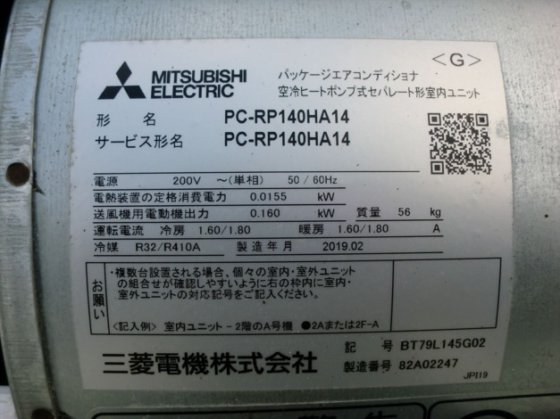 MITSUBISHI ELECTRIC
パッケージエアコンディショナ
空冷ヒートポンプ式セパレート形室内ユニット
<G>
形 名 PC-RP140HA14
サービス形名 PC-RP140HA14
電源 200V ~(単相) 50/60Hz
電熱装置の定格消費電力 0.0155 kW
送風機用電動機出力 0.160 kW 質量 56 kg
運転電流 冷房 1.60/1.80 暖房 1.60/1.80 A
冷媒 R32/R410A 製造年月 2019.02
お願い
・複数台設置される場合、個々の室内・室外ユニット
の組合せが確認できますように右の枠内に室内・
室外ユニットの対応記号をご記入ください。
<記入例> 室内ユニット-2階のA号機 ●2Aまたは2F-A
三菱電機株式会社
記 号 BT79L145G02
製造番号 82A02247
JPI19